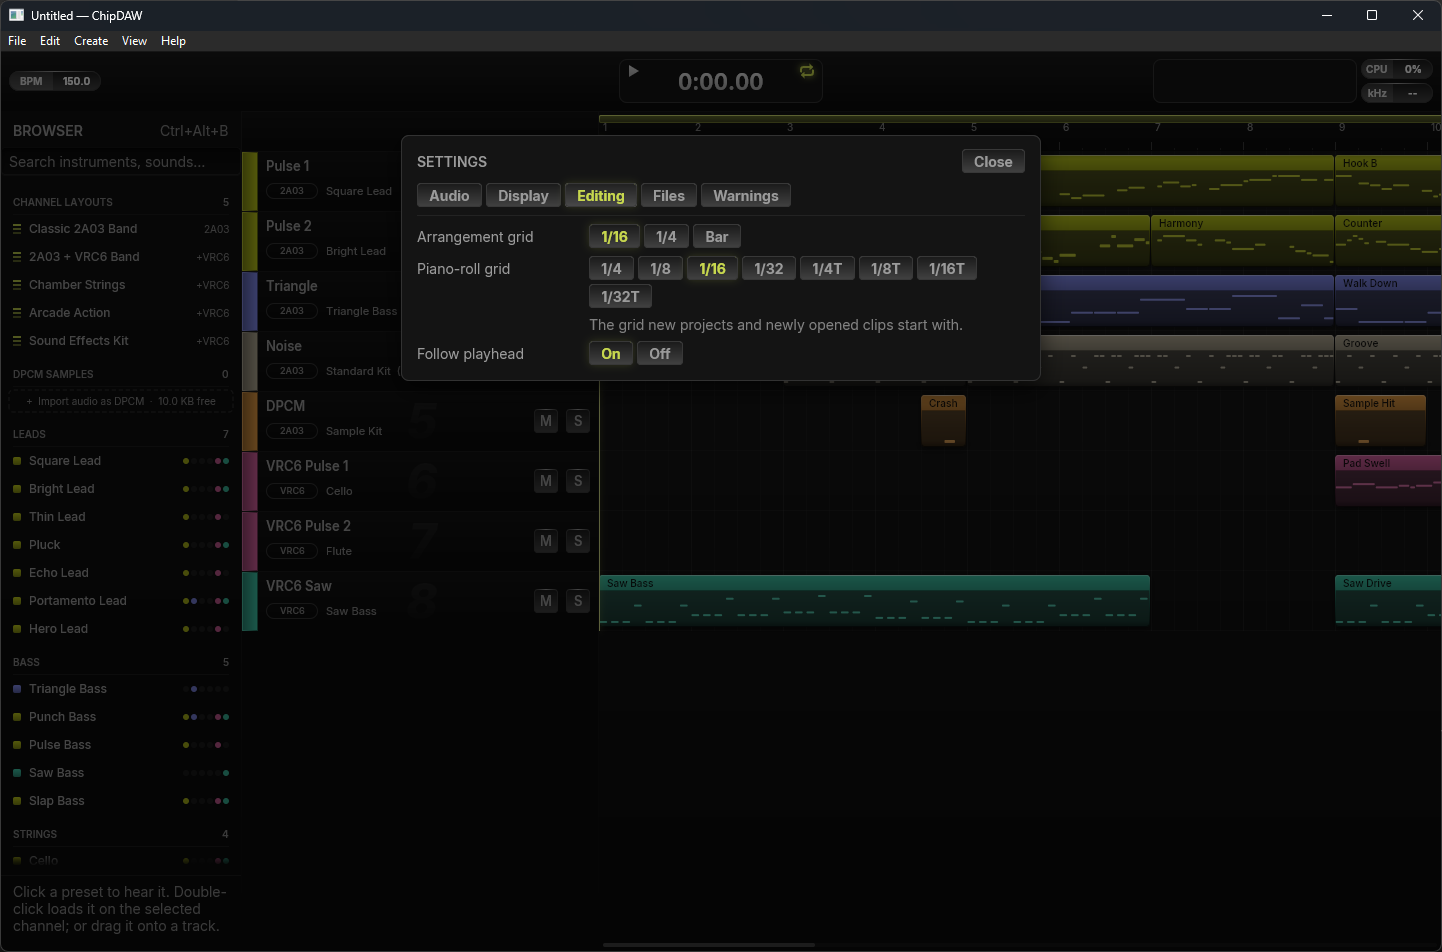 Untitled — ChipDAW
File Edit Create View Help
BPM 150.0
0:00.00
CPU 0%
kHz --
BROWSER Ctrl+Alt+B
Search instruments, sounds...
CHANNEL LAYOUTS 5
Classic 2A03 Band 2A03
2A03 + VRC6 Band +VRC6
Chamber Strings +VRC6
Arcade Action +VRC6
Sound Effects Kit +VRC6
DPCM SAMPLES 0
+ Import audio as DPCM · 10.0 KB free
LEADS 7
Square Lead
Bright Lead
Thin Lead
Pluck
Echo Lead
Portamento Lead
Hero Lead
BASS 5
Triangle Bass
Punch Bass
Pulse Bass
Saw Bass
Slap Bass
STRINGS 4
Cello
Click a preset to hear it. Double-
click loads it on the selected
channel; or drag it onto a track.
1 2 3 4 5 6 7 8 9 10
Pulse 1
2A03 Square Lead
Pulse 2
2A03 Bright Lead
Triangle
2A03 Triangle Bass
Noise
2A03 Standard Kit (
DPCM
2A03 Sample Kit
5
M S
VRC6 Pulse 1
VRC6 Cello
6
M S
VRC6 Pulse 2
VRC6 Flute
7
M S
VRC6 Saw
VRC6 Saw Bass
8
M S
SETTINGS
Close
Audio Display Editing Files Warnings
Arrangement grid 1/16 1/4 Bar
Piano-roll grid 1/4 1/8 1/16 1/32 1/4T 1/8T 1/16T
1/32T
The grid new projects and newly opened clips start with.
Follow playhead On Off
Hook B
Harmony
Counter
Walk Down
Groove
Crash
Sample Hit
Pad Swell
Saw Bass
Saw Drive